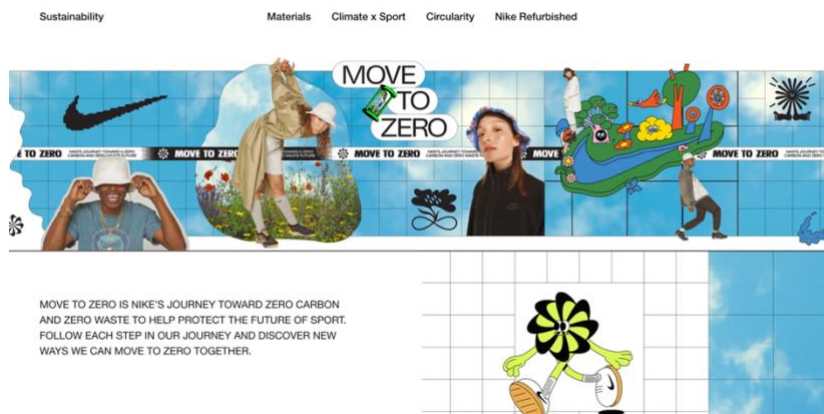 Sustainability
Materials Climate x Sport Circularity Nike Refurbished
MOVE
TO
ZERO
E TO ZERO
MOVE TO ZERO
MOVE TO ZERO
MOVE
MOVE TO ZERO
MOVE TO ZERO IS NIKE'S JOURNEY TOWARD ZERO CARBON
AND ZERO WASTE TO HELP PROTECT THE FUTURE OF SPORT.
FOLLOW EACH STEP IN OUR JOURNEY AND DISCOVER NEW
WAYS WE CAN MOVE TO ZERO TOGETHER.